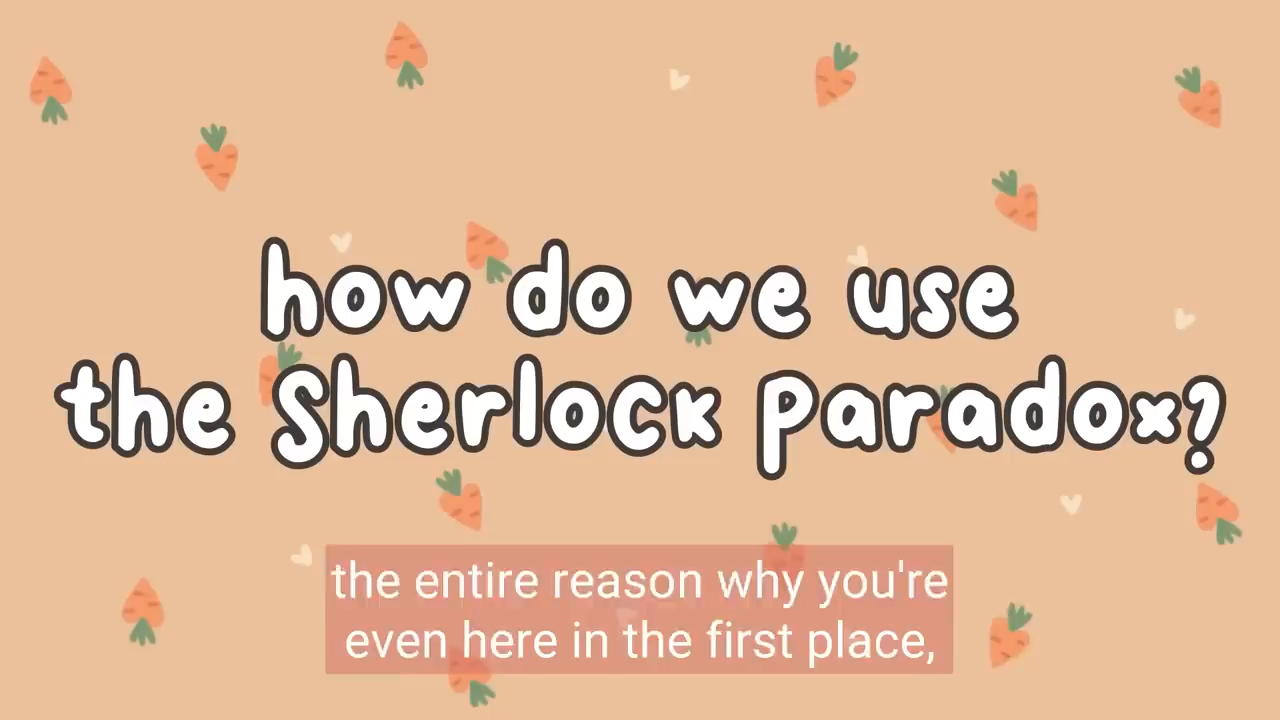 how do we use
the Sherlock Paradox?
the entire reason why you're
even here in the first place,